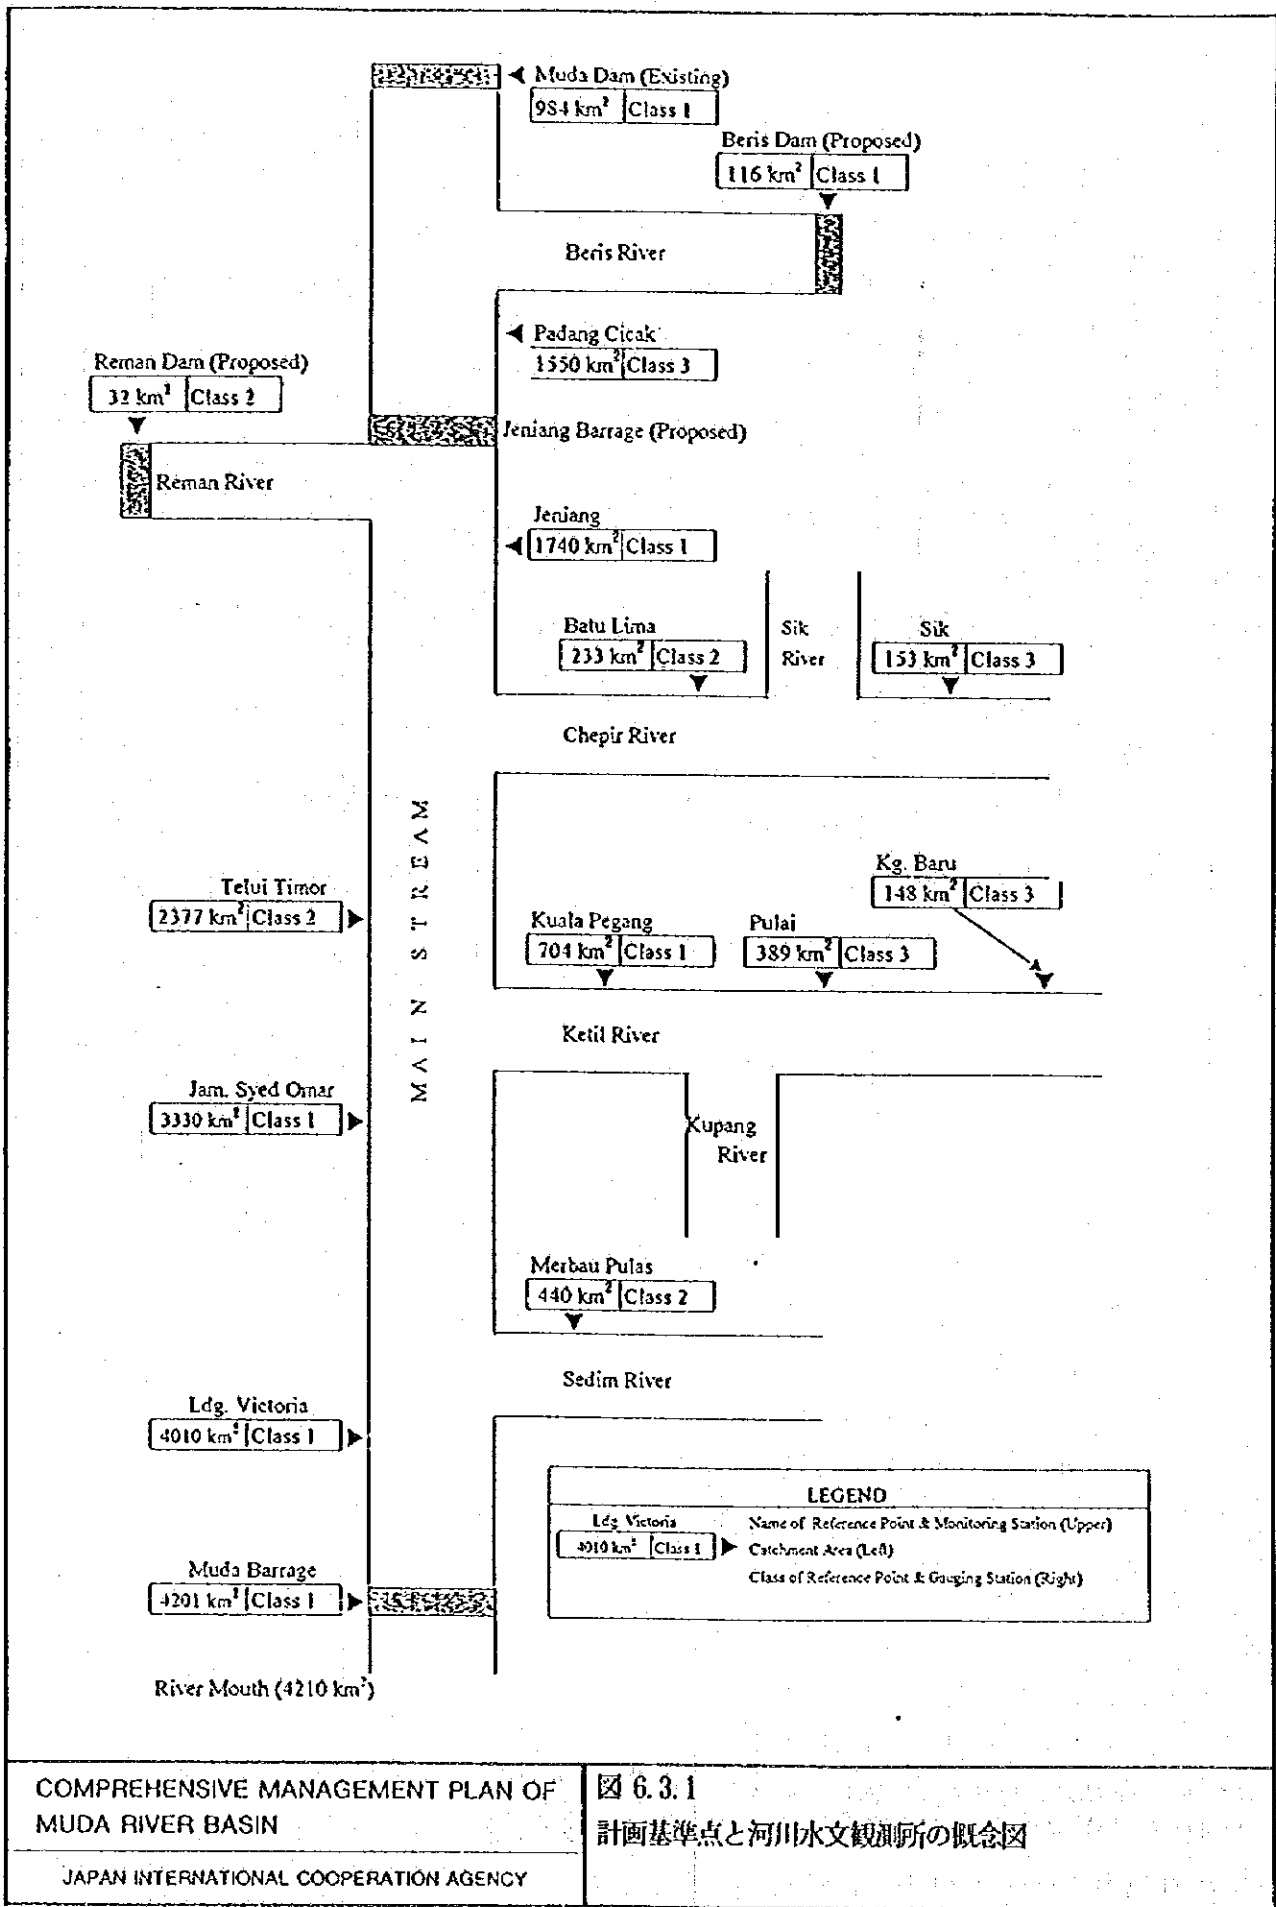 Muda Dam (Existing)
984 km² Class 1
Beris Dam (Proposed)
116 km² Class 1
Beris River
Padang Cicak
1550 km² Class 3
Reman Dam (Proposed)
32 km² Class 2
Jeniang Barrage (Proposed)
Reman River
Jeniang
1740 km² Class 1
Batu Lima
233 km² Class 2
Sik
River
Sik
153 km² Class 3
Chepir River
MAIN STREAM
Kg. Baru
148 km² Class 3
Telui Timor
2377 km² Class 2
Kuala Pegang
704 km² Class 1
Pulai
389 km² Class 3
Ketil River
Jam. Syed Omar
3330 km² Class 1
Kupang
River
Merbau Pulas
440 km² Class 2
Sedim River
Ldg. Victoria
4010 km² Class 1
LEGEND
Ldg. Victoria
4010 km² Class 1
Name of Reference Point & Monitoring Station (Upper)
Catchment Area (Left)
Class of Reference Point & Gauging Station (Right)
Muda Barrage
4201 km² Class 1
River Mouth (4210 km²)
COMPREHENSIVE MANAGEMENT PLAN OF
MUDA RIVER BASIN
JAPAN INTERNATIONAL COOPERATION AGENCY
図 6.3.1
計画基準点と河川水文観測所の概念図